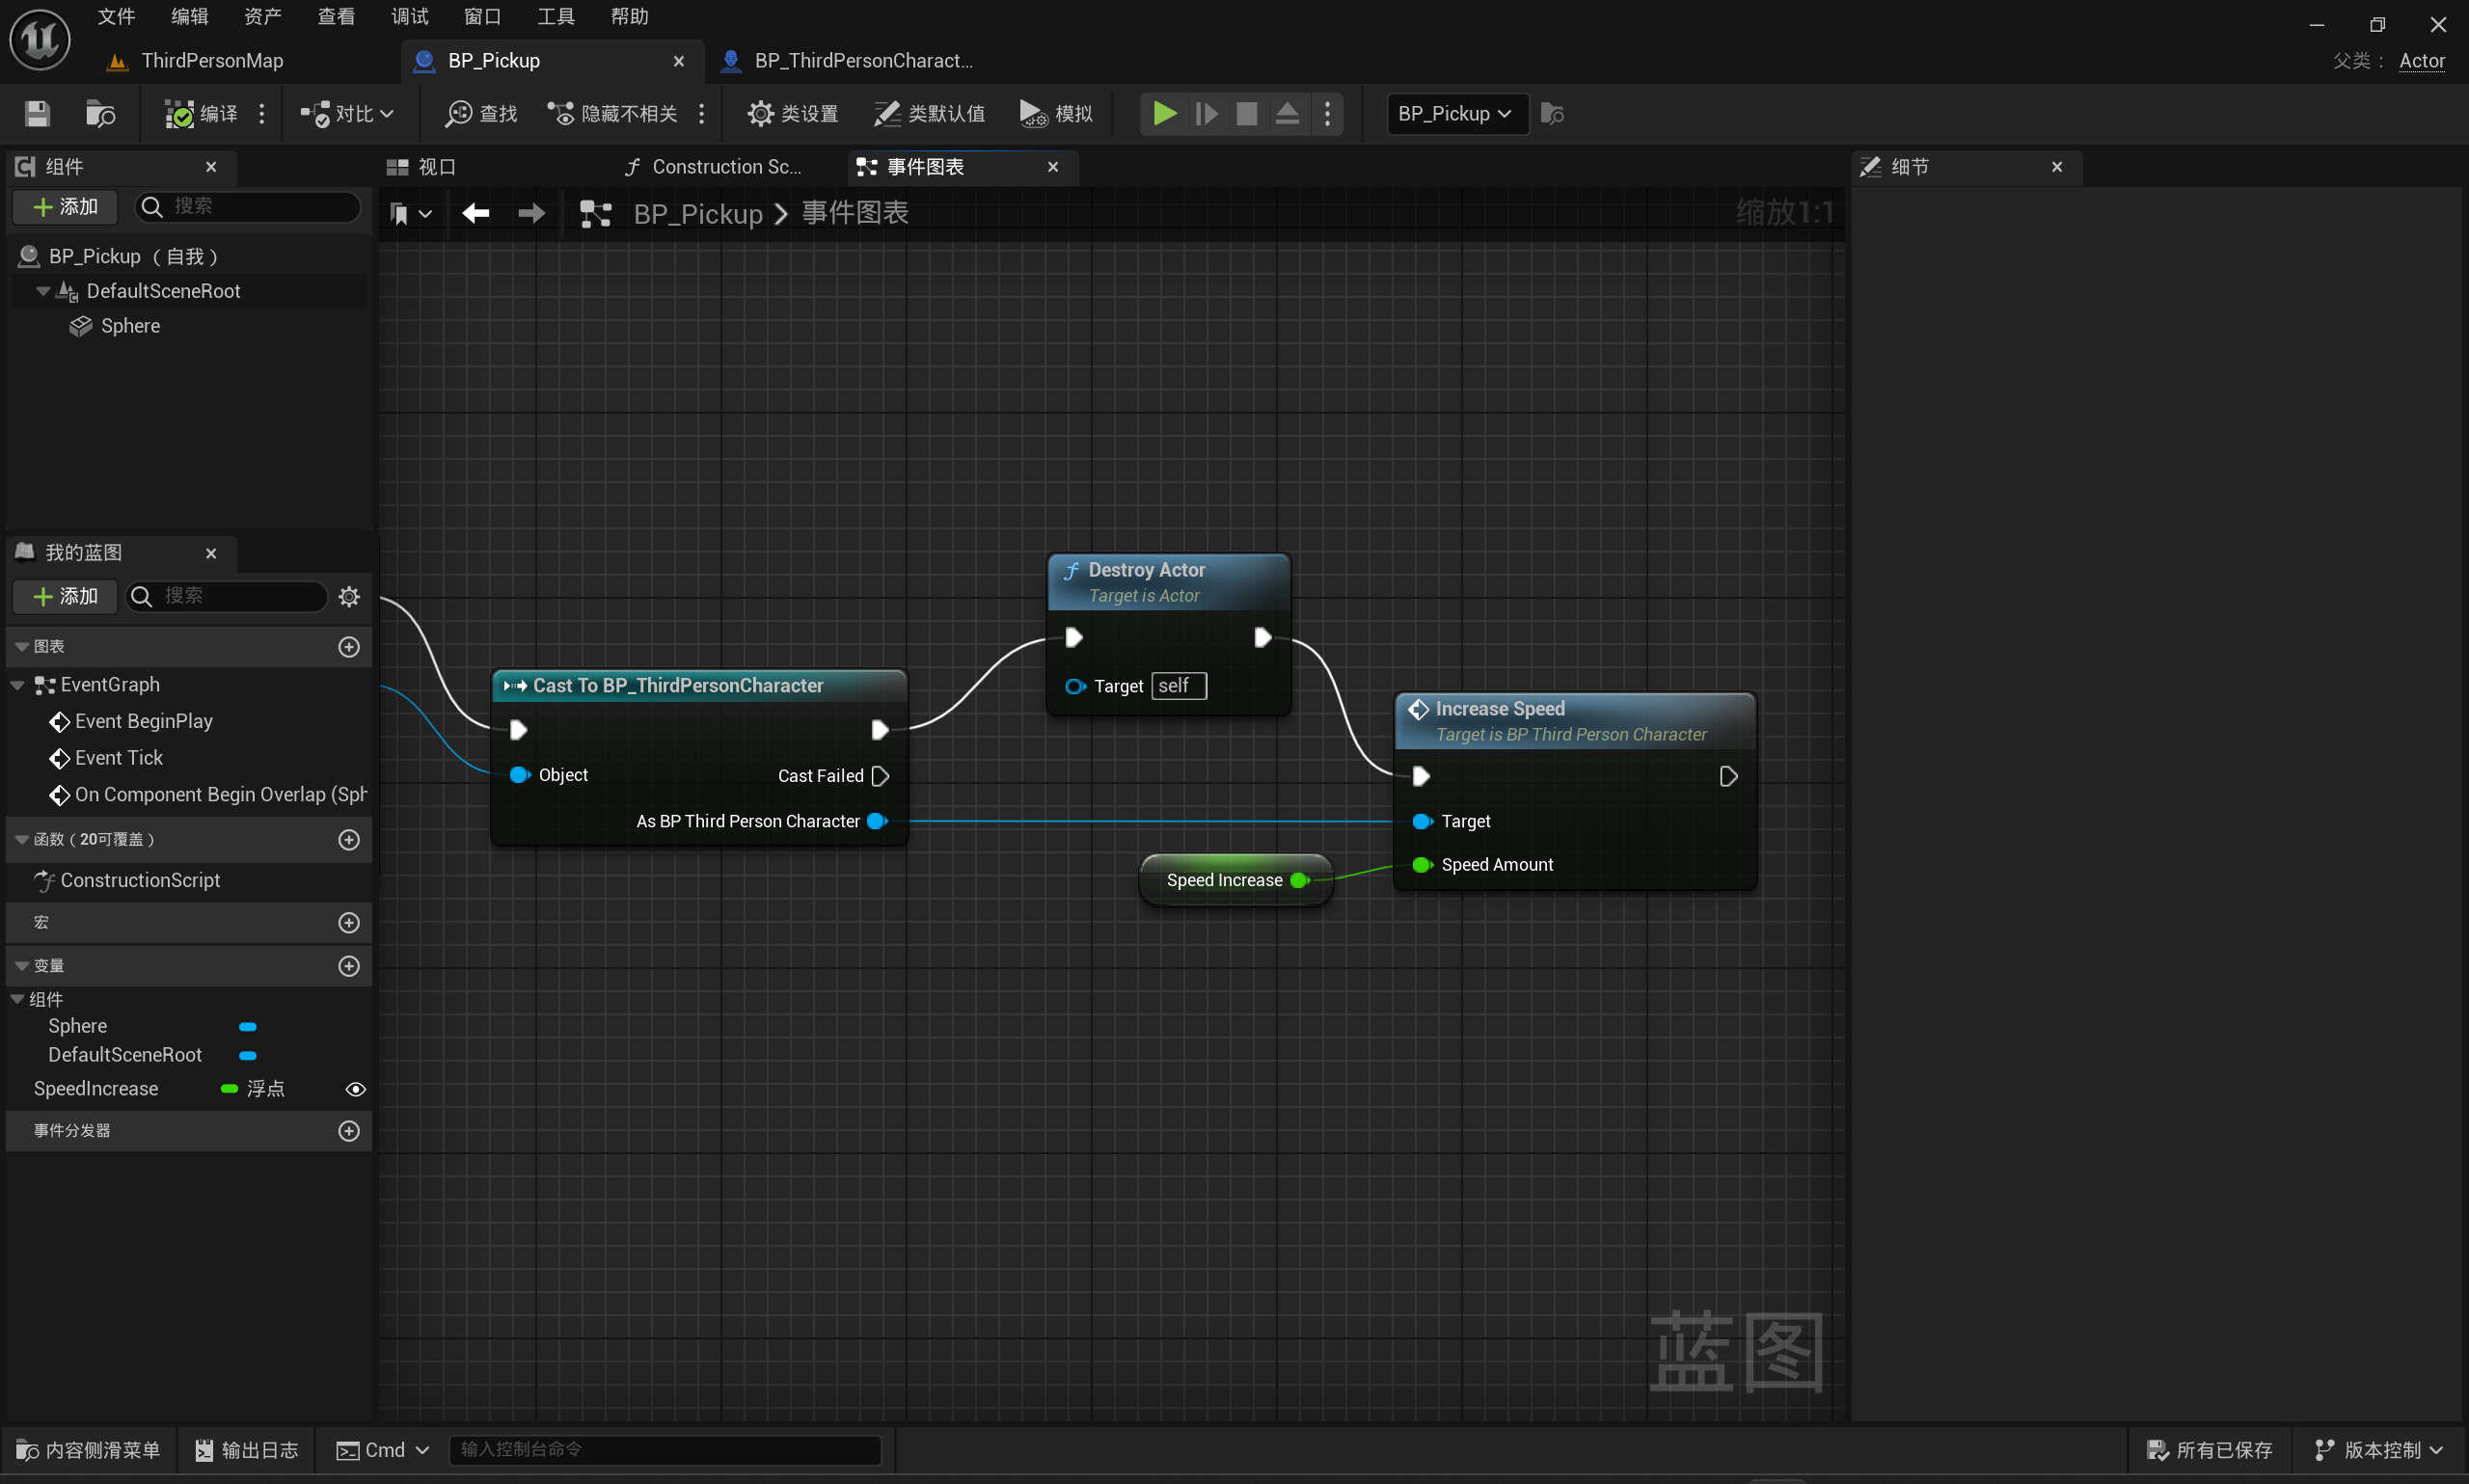 文件 编辑 资产 查看 调试 窗口 工具 帮助
ThirdPersonMap BP_Pickup BP_ThirdPersonCharact... 父类： Actor
编译 对比 查找 隐藏不相关 类设置 类默认值 模拟 BP_Pickup
组件 视口 Construction Sc... 事件图表 细节
添加 搜索 BP_Pickup 事件图表 缩放1:1
BP_Pickup （自我）
DefaultSceneRoot
Sphere
我的蓝图
添加 搜索
图表
EventGraph
Event BeginPlay
Event Tick
On Component Begin Overlap (Sph
函数（20可覆盖）
ConstructionScript
宏
变量
组件
Sphere
DefaultSceneRoot
SpeedIncrease 浮点
事件分发器
Cast To BP_ThirdPersonCharacter
Object Cast Failed
As BP Third Person Character
Destroy Actor
Target is Actor
Target self
Increase Speed
Target is BP Third Person Character
Target
Speed Amount
Speed Increase
蓝图
内容侧滑菜单 输出日志 Cmd 输入控制台命令 所有已保存 版本控制